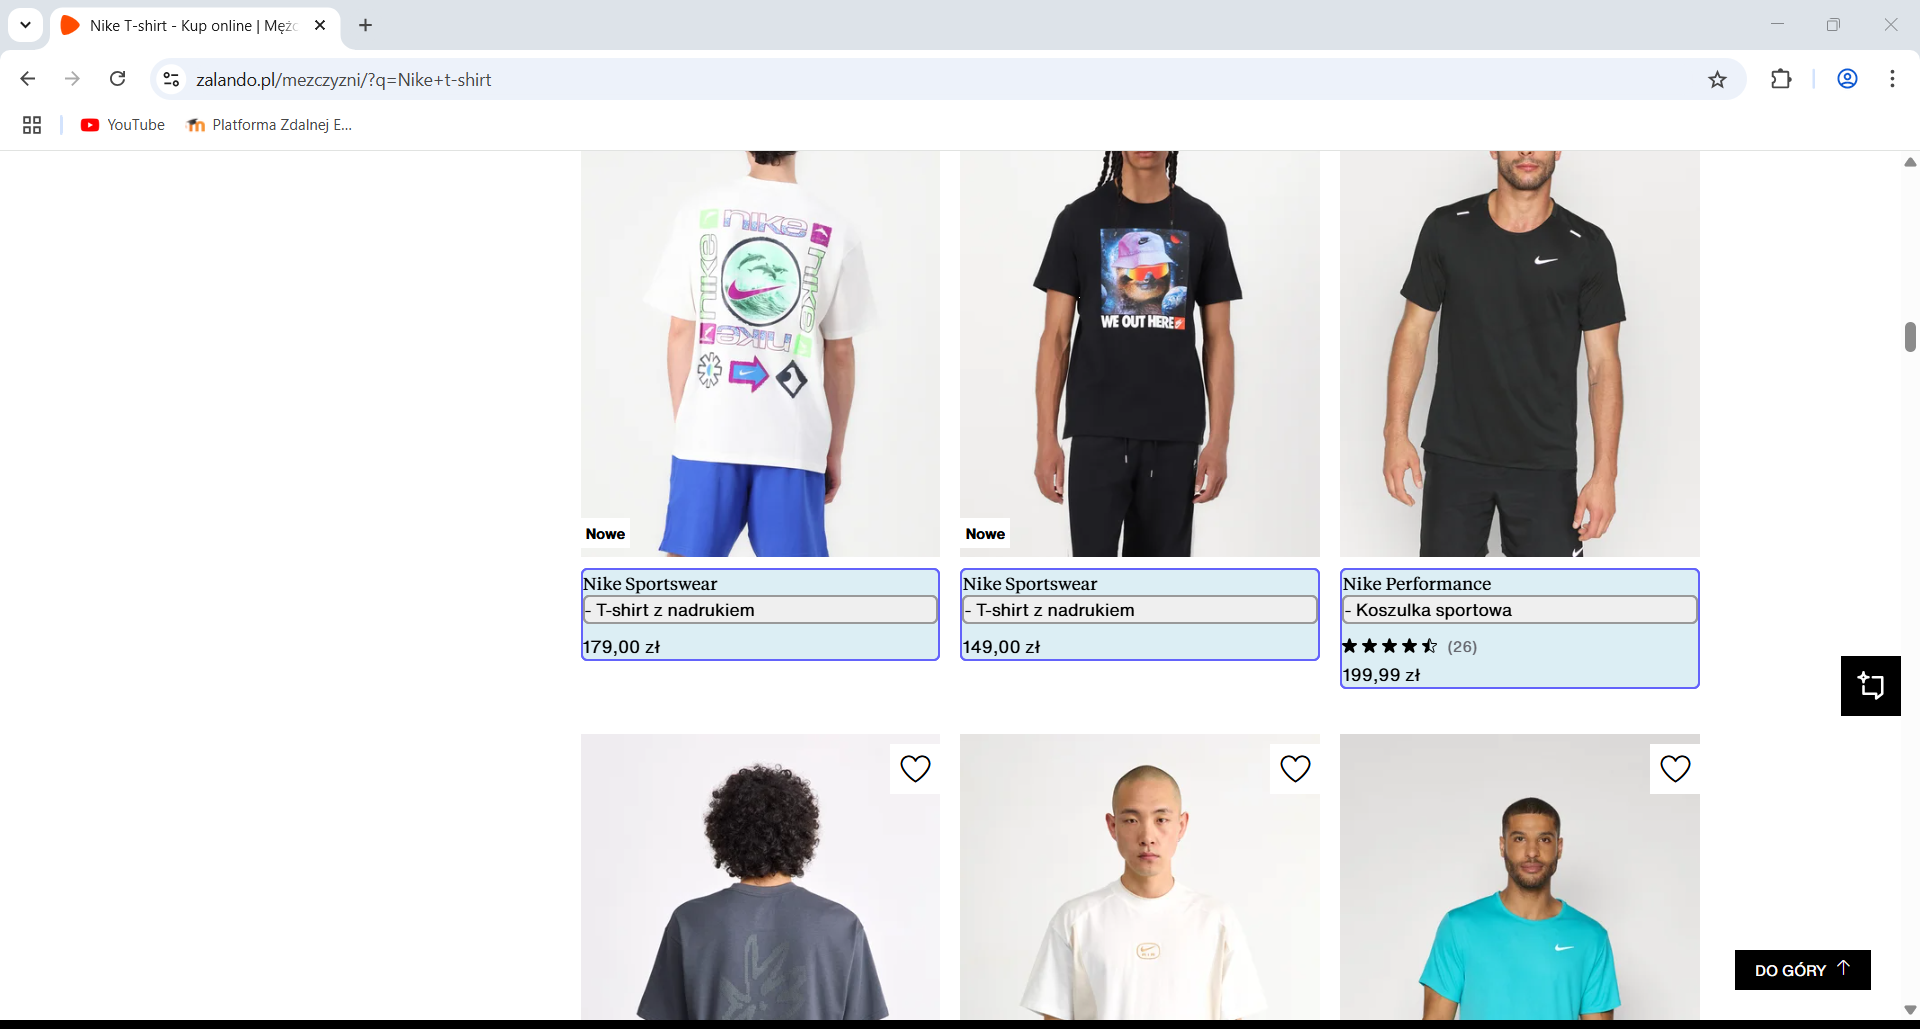 Nike T-shirt - Kup online | Mężc
zalando.pl/mezczyzni/?q=Nike+t-shirt
YouTube
Platforma Zdalnej E...
nike
nike
nike
nike
WE OUT HERE
Nowe
Nowe
Nike Sportswear
- T-shirt z nadrukiem
179,00 zł
Nike Sportswear
- T-shirt z nadrukiem
149,00 zł
Nike Performance
- Koszulka sportowa
(26)
199,99 zł
DO GÓRY